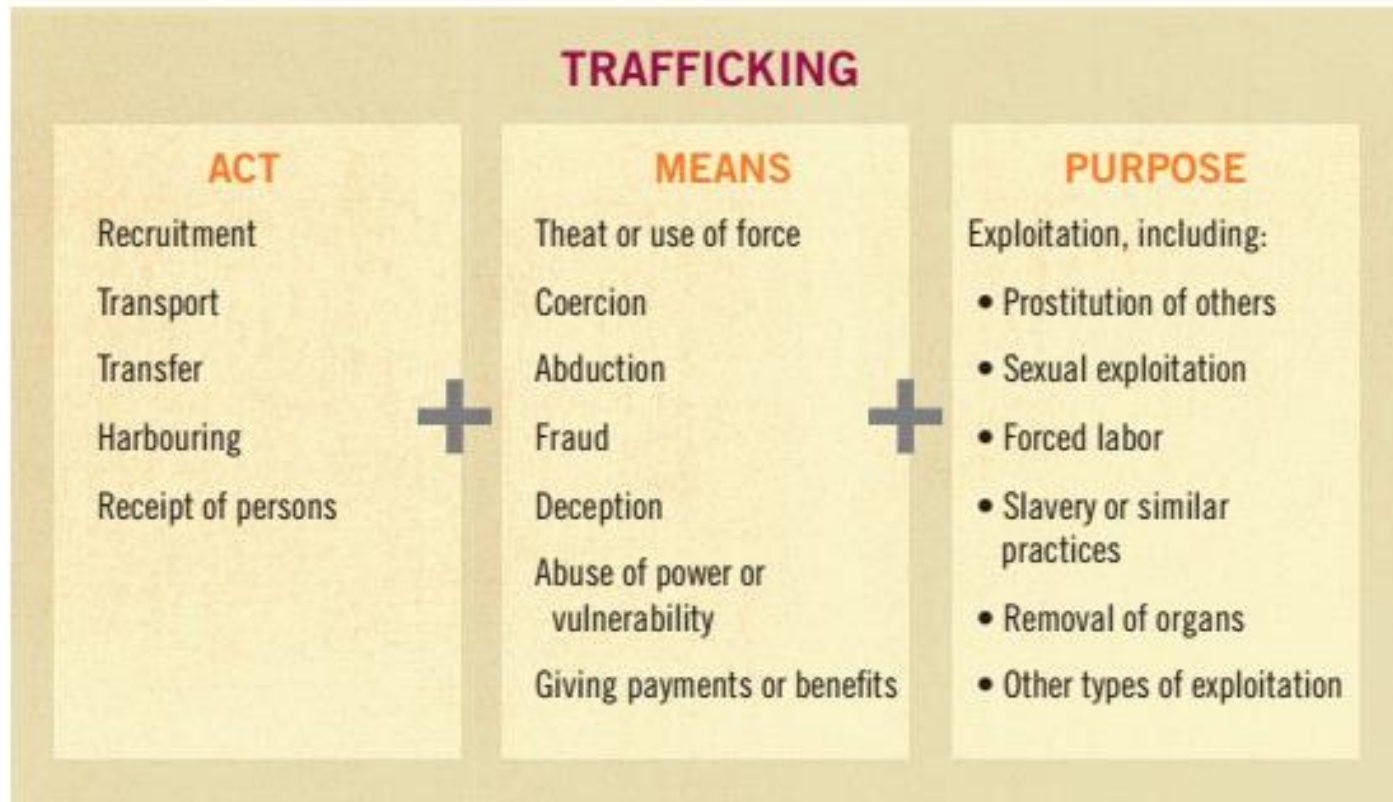 TRAFFICKING
ACT
Recruitment
Transport
Transfer
Harbouring
Receipt of persons
+
MEANS
Theat or use of force
Coercion
Abduction
Fraud
Deception
Abuse of power or
vulnerability
Giving payments or benefits
+
PURPOSE
Exploitation, including:
• Prostitution of others
• Sexual exploitation
• Forced labor
• Slavery or similar
practices
• Removal of organs
• Other types of exploitation